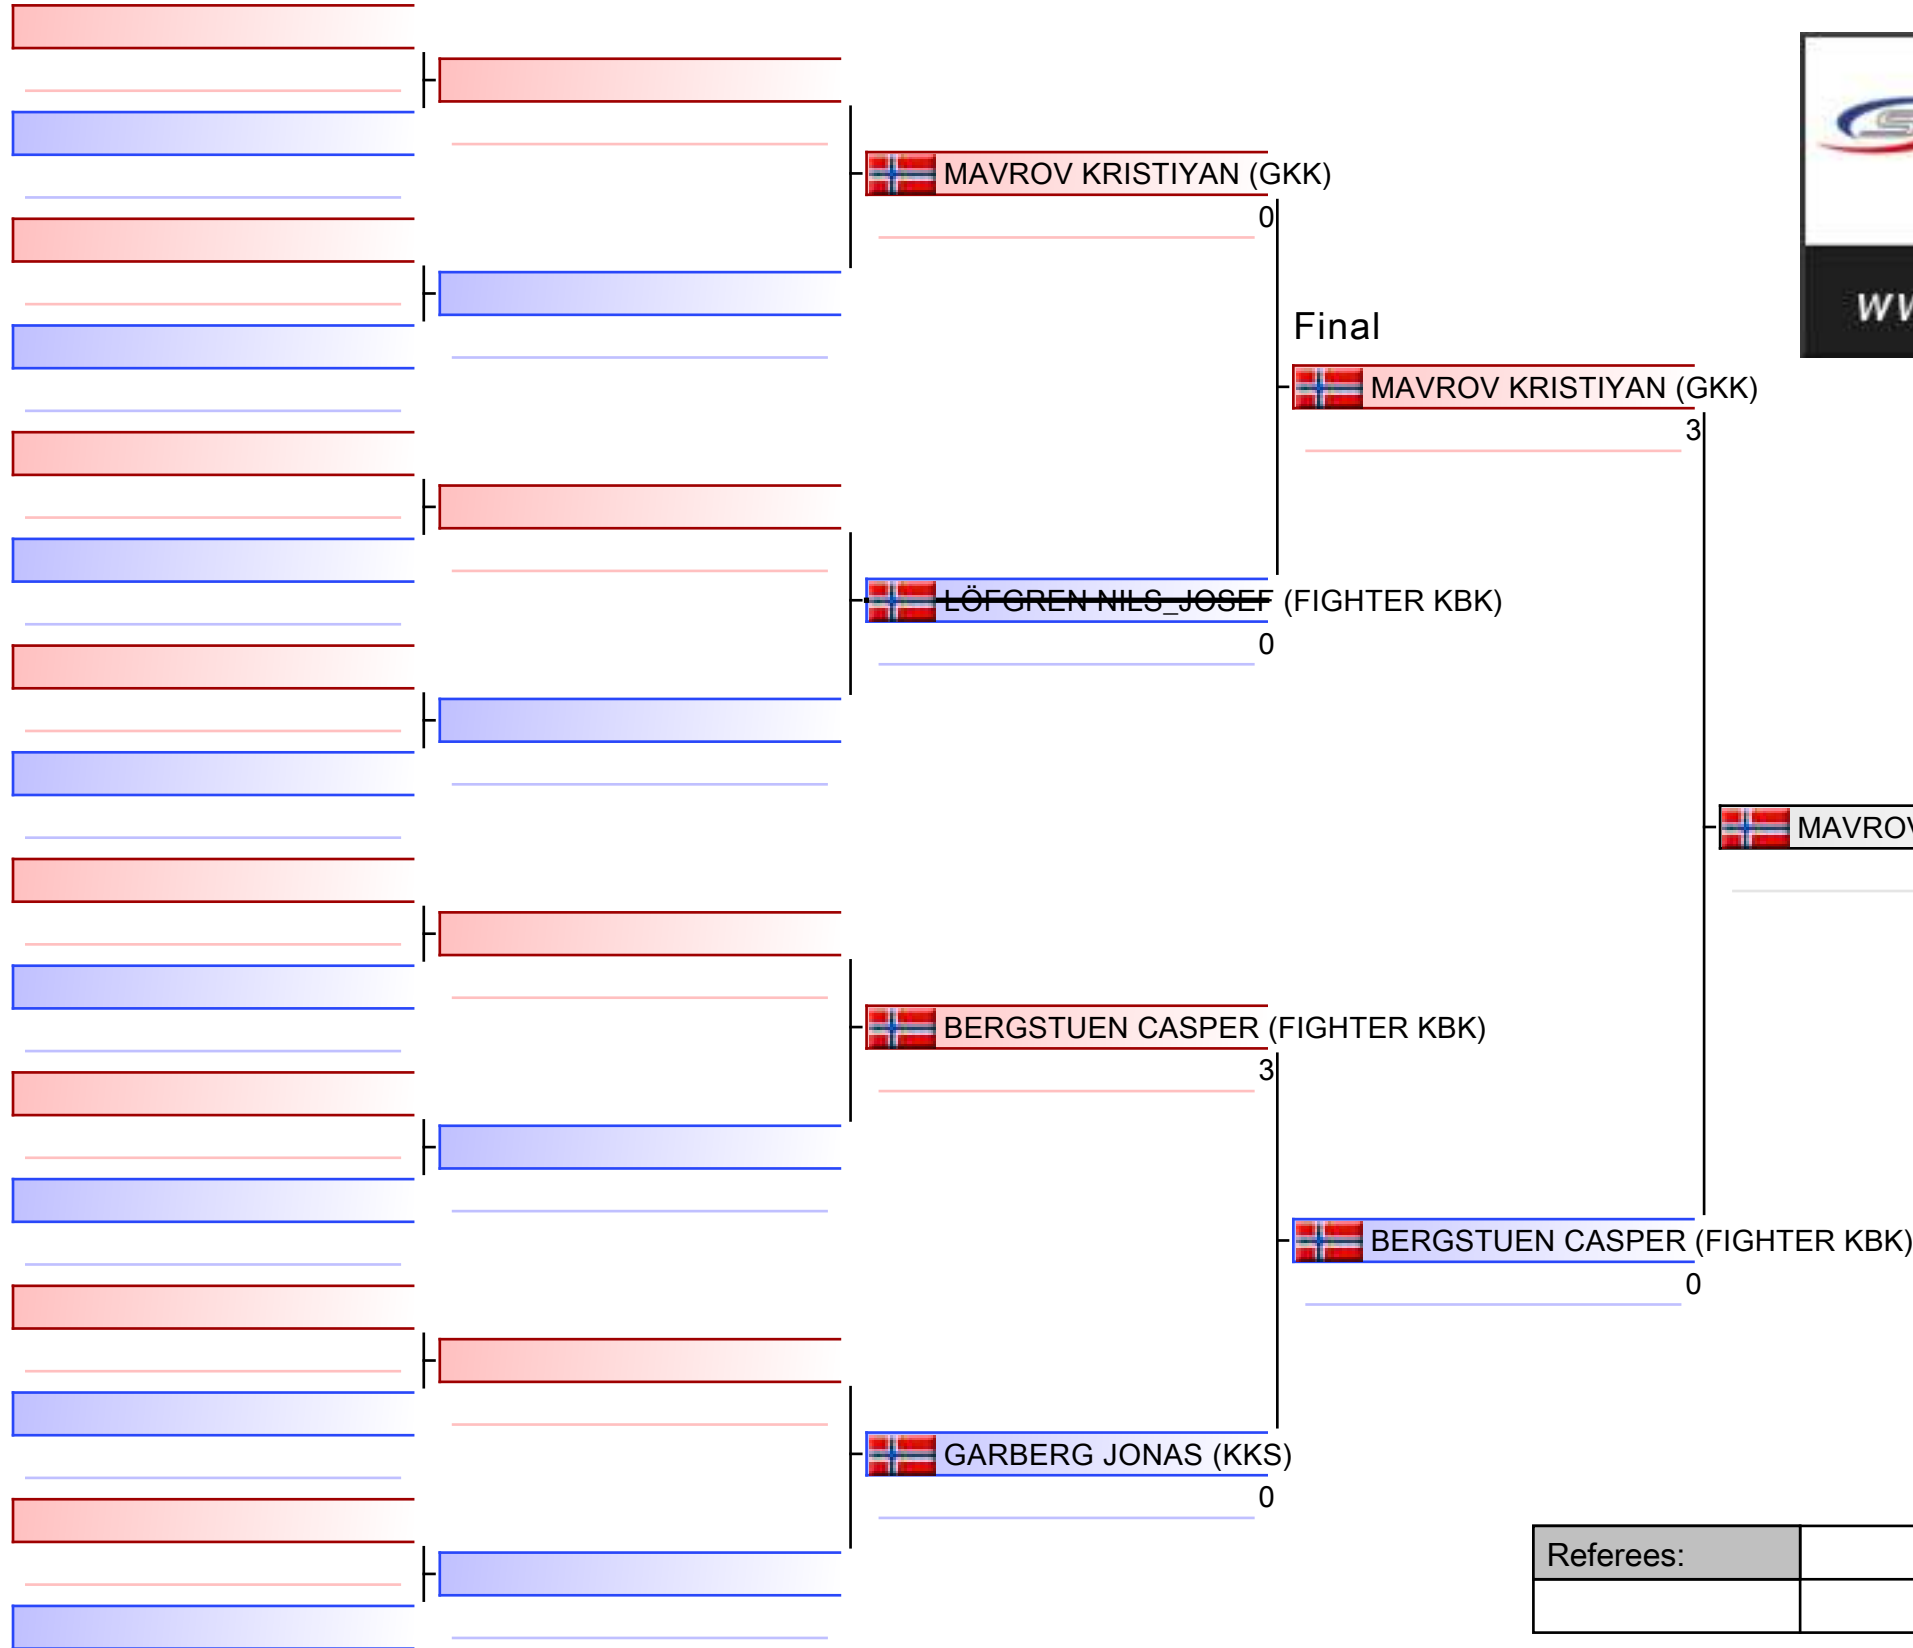 MAVROV KRISTIYAN (GKK)
0
Final
MAVROV KRISTIYAN (GKK)
3
LÖFGREN NILS_JOSEF (FIGHTER KBK)
0
MAVROV
BERGSTUEN CASPER (FIGHTER KBK)
3
BERGSTUEN CASPER (FIGHTER KBK)
0
GARBERG JONAS (KKS)
0
Referees: